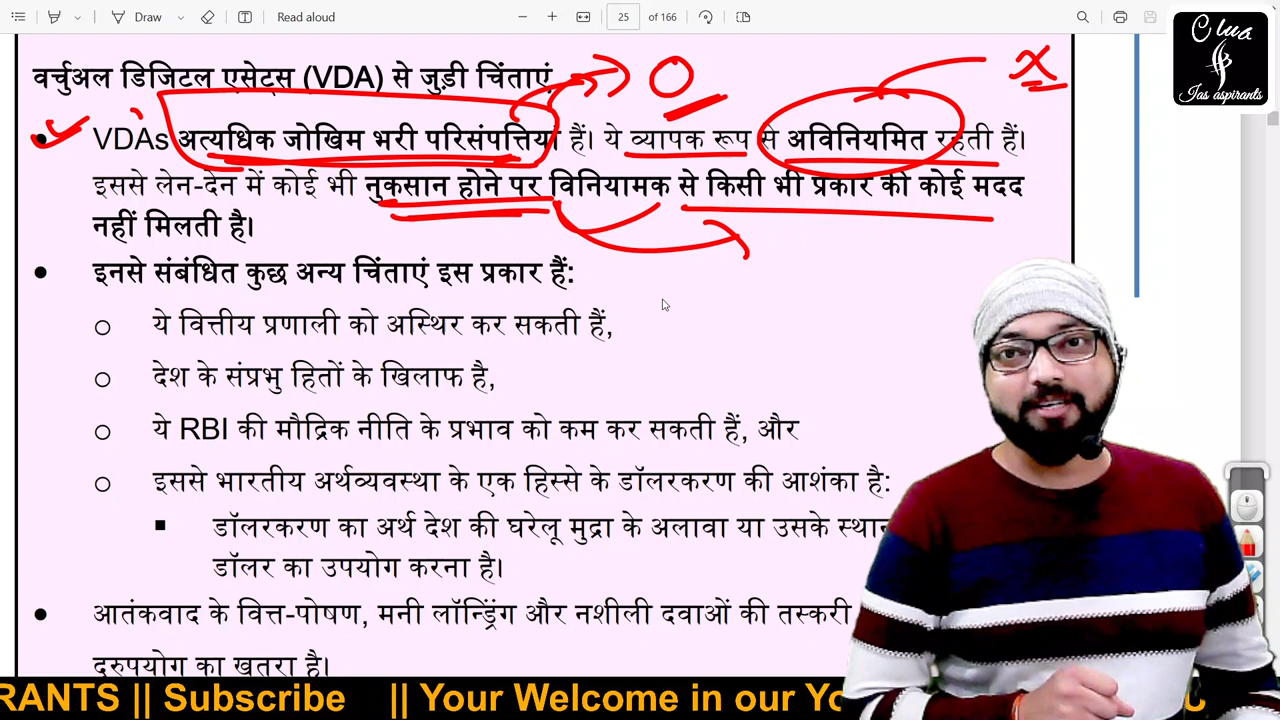 Draw
Read aloud
25
of 166
C lua
Ias aspirants
वर्चुअल डिजिटल एसेट्स (VDA) से जुड़ी चिंताएं
0
x
VDAs अत्यधिक जोखिम भरी परिसंपत्तियां हैं। ये व्यापक रूप से अविनियमित रहती हैं।
इससे लेन-देन में कोई भी नुकसान होने पर विनियामक से किसी भी प्रकार की कोई मदद
नहीं मिलती है।
इनसे संबंधित कुछ अन्य चिंताएं इस प्रकार हैं:
ये वित्तीय प्रणाली को अस्थिर कर सकती हैं,
देश के संप्रभु हितों के खिलाफ है,
ये RBI की मौद्रिक नीति के प्रभाव को कम कर सकती हैं, और
इससे भारतीय अर्थव्यवस्था के एक हिस्से के डॉलरकरण की आशंका है:
डॉलरकरण का अर्थ देश की घरेलू मुद्रा के अलावा या उसके स्थान
डॉलर का उपयोग करना है।
आतंकवाद के वित्त-पोषण, मनी लॉन्ड्रिंग और नशीली दवाओं की तस्करी
दुरुपयोग का खतरा है।
RANTS || Subscribe || Your Welcome in our Yo